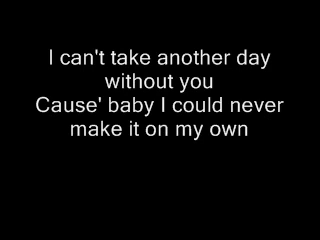 I can't take another day
without you
Cause' baby I could never
make it on my own